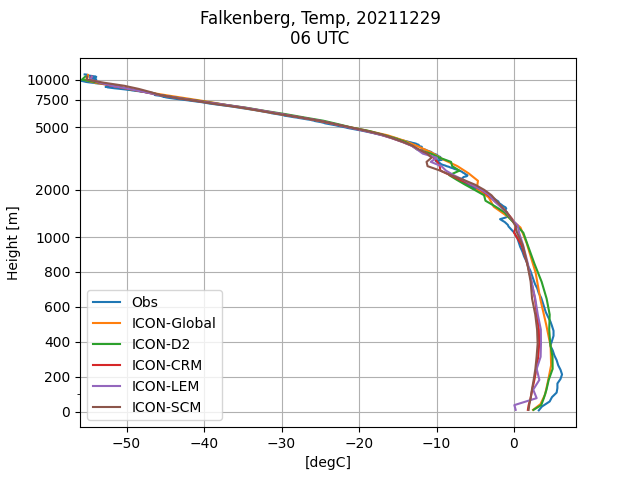 Falkenberg, Temp, 20211229
06 UTC
10000
7500
5000
2000
1000
800
600
400
200
0
Height [m]
Obs
ICON-Global
ICON-D2
ICON-CRM
ICON-LEM
ICON-SCM
−50 −40 −30 −20 −10 0
[degC]